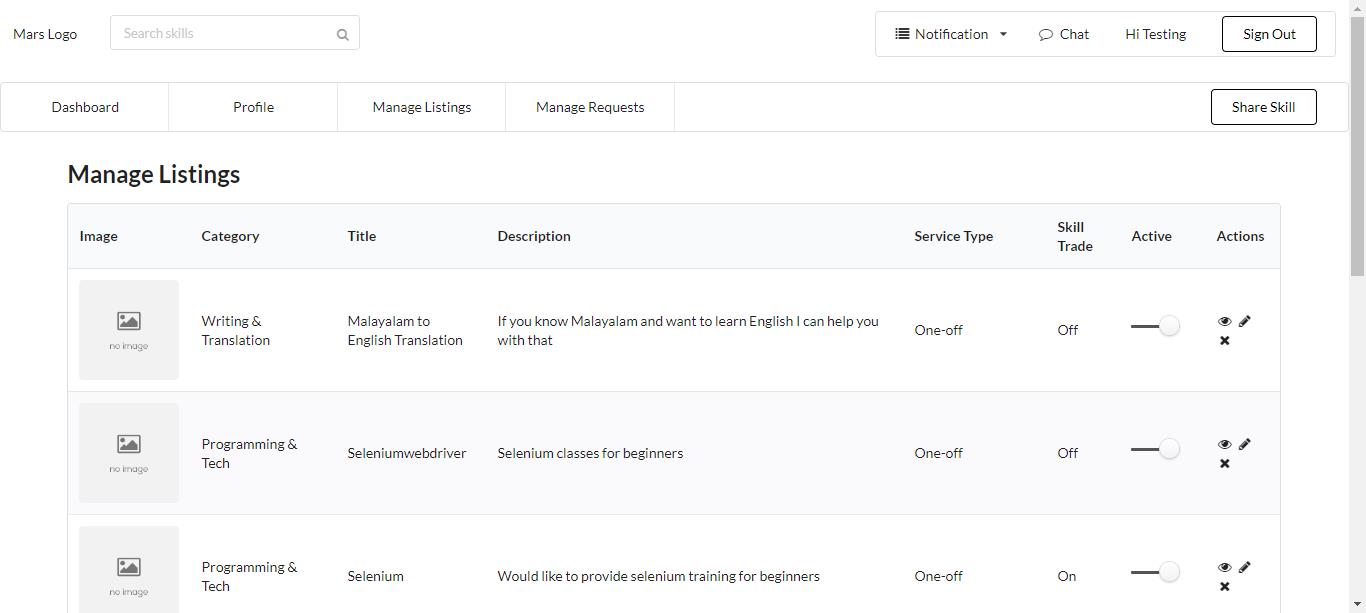 Mars Logo
Search skills
Notification
Chat
Hi Testing
Sign Out
Dashboard
Profile
Manage Listings
Manage Requests
Share Skill
Manage Listings
Image
Category
Title
Description
Service Type
Skill
Trade
Active
Actions
no image
Writing &
Translation
Malayalam to
English Translation
If you know Malayalam and want to learn English I can help you
with that
One-off
Off
no image
Programming &
Tech
Seleniumwebdriver
Selenium classes for beginners
One-off
Off
no image
Programming &
Tech
Selenium
Would like to provide selenium training for beginners
One-off
On